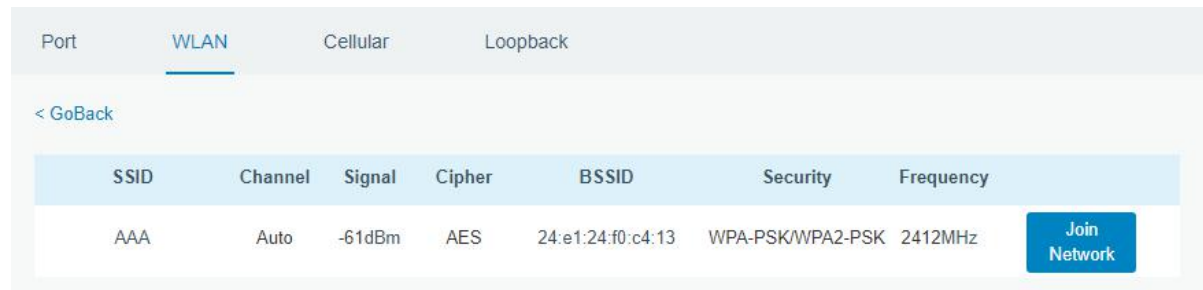 Port WLAN Cellular Loopback
< GoBack
SSID Channel Signal Cipher BSSID Security Frequency
AAA Auto -61dBm AES 24:e1:24:f0:c4:13 WPA-PSK/WPA2-PSK 2412MHz Join
Network